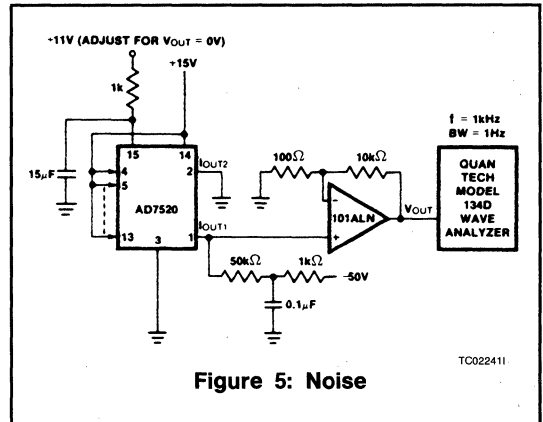 +11V (ADJUST FOR VOUT = 0V)
+15V
1k
15μF
15
14
4
5
13
2
1
3
IOUT2
IOUT1
AD7520
100Ω
10kΩ
101ALN
-
+
VOUT
50kΩ
1kΩ
-50V
0.1μF
f = 1kHz
BW = 1Hz
QUAN
TECH
MODEL
134D
WAVE
ANALYZER
TC02241I
Figure 5: Noise